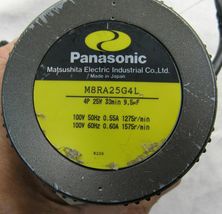 Panasonic
Matsushita Electric Industrial Co.,Ltd.
Made in Japan
M8RA25G4L
4P 25W 33min 9.5μF
100V 50Hz 0.55A 1275r/min
100V 60Hz 0.60A 1575r/min